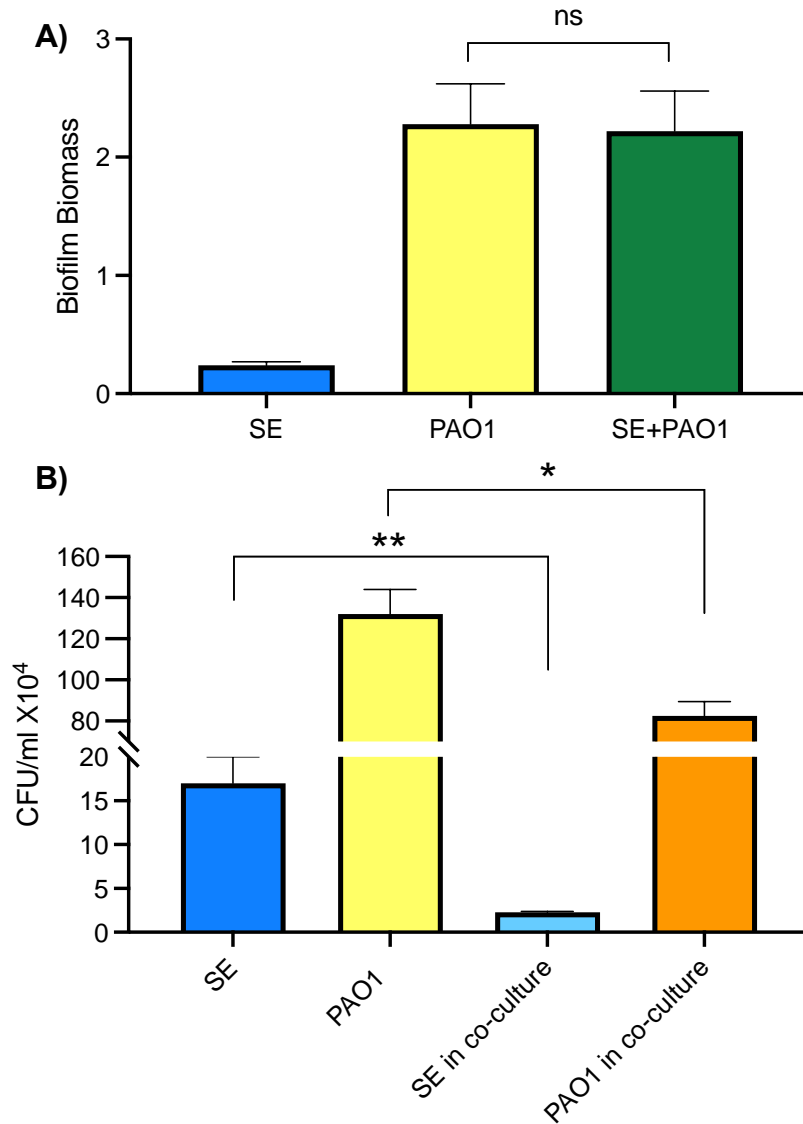 A)
ns
Biofilm Biomass
3
2
1
0
SE
PAO1
SE+PAO1
B)
*
**
CFU/ml X10⁴
160
140
120
100
80
20
15
10
5
0
SE
PAO1
SE in co-culture
PAO1 in co-culture